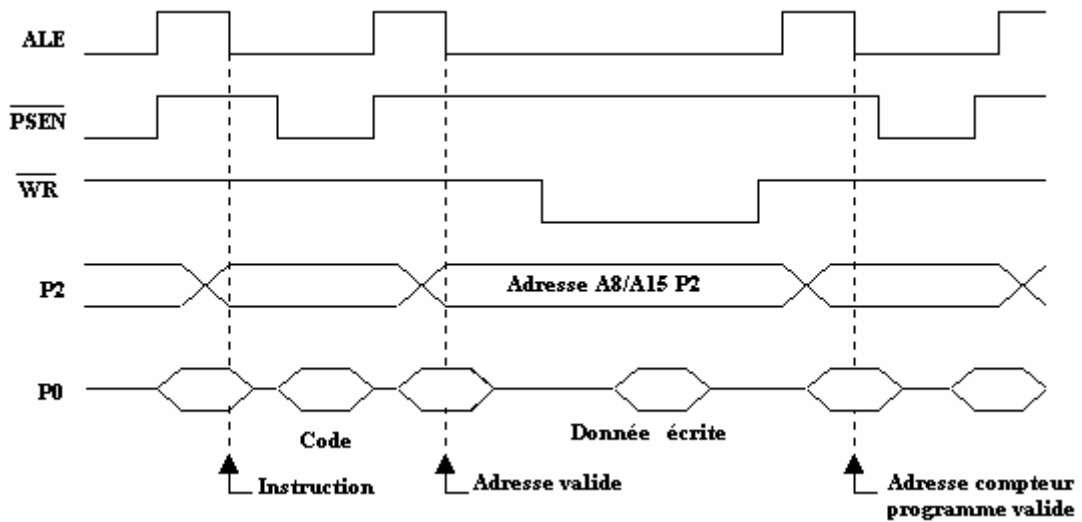 ALE
PSEN
WR
P2
Adresse A8/A15 P2
P0
Code
Donnée écrite
Instruction
Adresse valide
Adresse compteur
programme valide